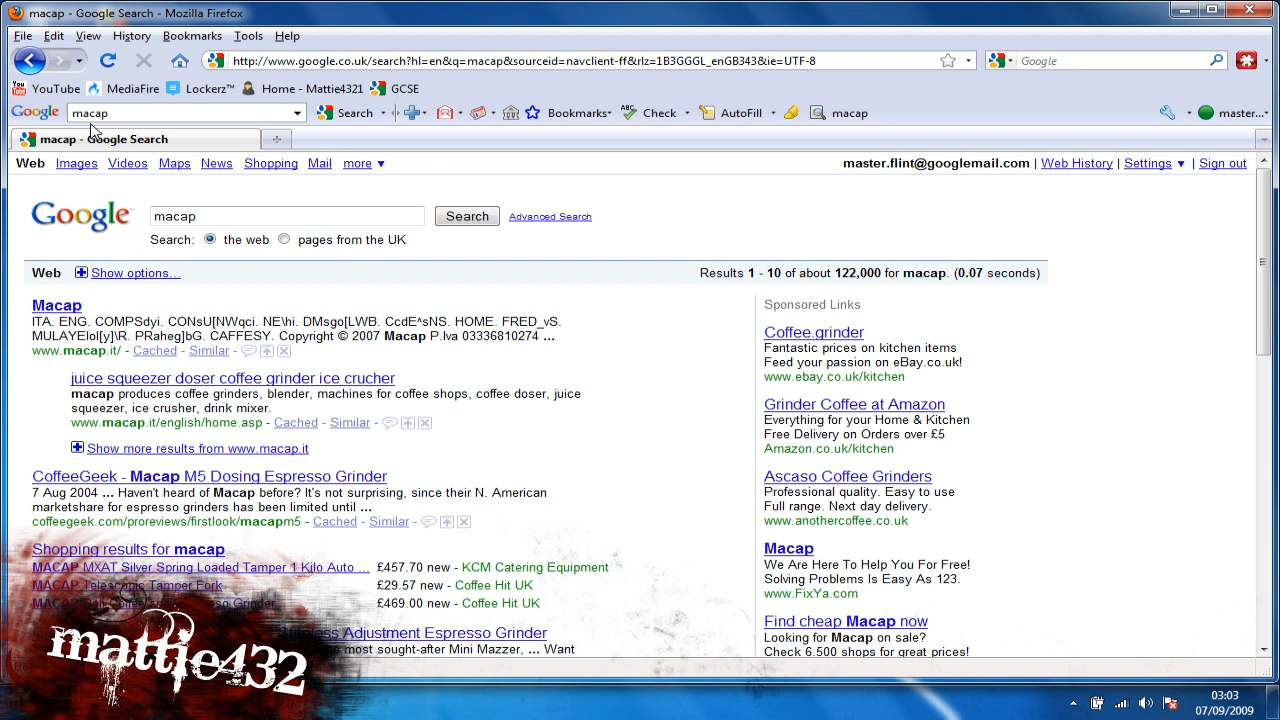 macap - Google Search - Mozilla Firefox
File Edit View History Bookmarks Tools Help
http://www.google.co.uk/search?hl=en&q=macap&sourceid=navclient-ff&rlz=1B3GGGL_enGB343&ie=UTF-8
Google
YouTube MediaFire Lockerz™ Home - Mattie4321 GCSE
Google macap Search Bookmarks Check AutoFill macap master...
macap - Google Search
Web Images Videos Maps News Shopping Mail more
master.flint@googlemail.com | Web History | Settings | Sign out
Google macap Search Advanced Search
Search: the web pages from the UK
Web Show options...
Results 1 - 10 of about 122,000 for macap. (0.07 seconds)
Macap
ITA. ENG. COMPSdyi. CONsU[NWqci. NE\hi. DMsgo[LWB. CcdE^sNS. HOME. FRED_vS.
MULAYElol[y]\R. PRaheg]bG. CAFFESY. Copyright © 2007 Macap P.Iva 03336810274 ...
www.macap.it/ - Cached - Similar
juice squeezer doser coffee grinder ice crucher
macap produces coffee grinders, blender, machines for coffee shops, coffee doser, juice
squeezer, ice crusher, drink mixer.
www.macap.it/english/home.asp - Cached - Similar
Show more results from www.macap.it
CoffeeGeek - Macap M5 Dosing Espresso Grinder
7 Aug 2004 ... Haven't heard of Macap before? It's not surprising, since their N. American
marketshare for espresso grinders has been limited until ...
coffeegeek.com/proreviews/firstlook/macapm5 - Cached - Similar
Shopping results for macap
MACAP MXAT Silver Spring Loaded Tamper 1 Kilo Auto ... £457.70 new - KCM Catering Equipment
MACAP Telescopic Tamper Fork £29.57 new - Coffee Hit UK
MACAP Espresso Grinder £469.00 new - Coffee Hit UK
Adjustment Espresso Grinder
most sought-after Mini Mazzer, ... Want
Sponsored Links
Coffee.grinder
Fantastic prices on kitchen items
Feed your passion on eBay.co.uk!
www.ebay.co.uk/kitchen
Grinder Coffee at Amazon
Everything for your Home & Kitchen
Free Delivery on Orders over £5
Amazon.co.uk/kitchen
Ascaso Coffee Grinders
Professional quality. Easy to use
Full range. Next day delivery.
www.anothercoffee.co.uk
Macap
We Are Here To Help You For Free!
Solving Problems Is Easy As 123.
www.FixYa.com
Find cheap Macap now
Looking for Macap on sale?
Check 6,500 shops for great prices!
mattie432
03:03
07/09/2009